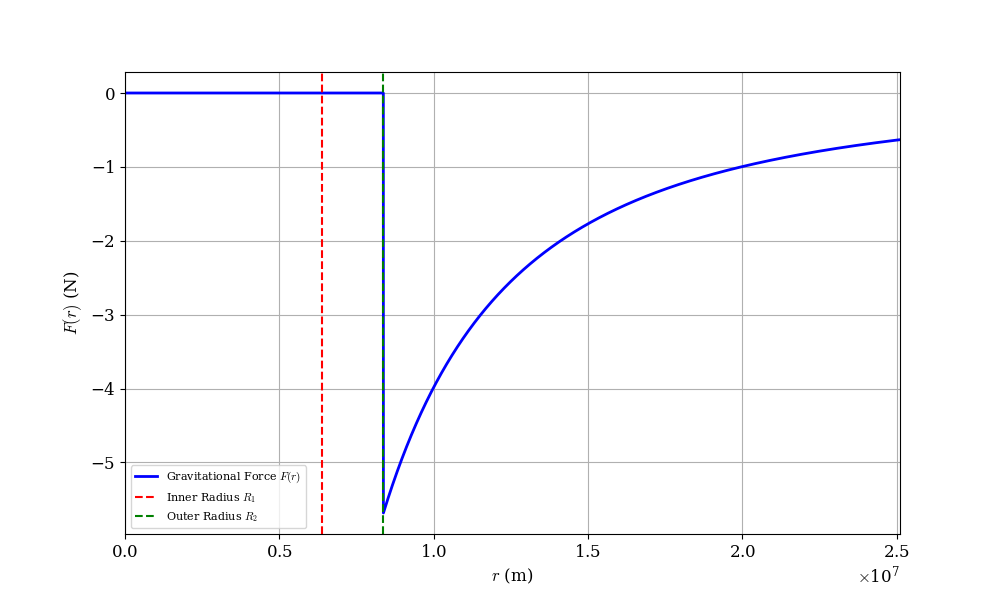 0
−1
−2
−3
−4
−5
F(r) (N)
Gravitational Force F(r)
Inner Radius R₁
Outer Radius R₂
0.0 0.5 1.0 1.5 2.0 2.5
r (m)
×10⁷